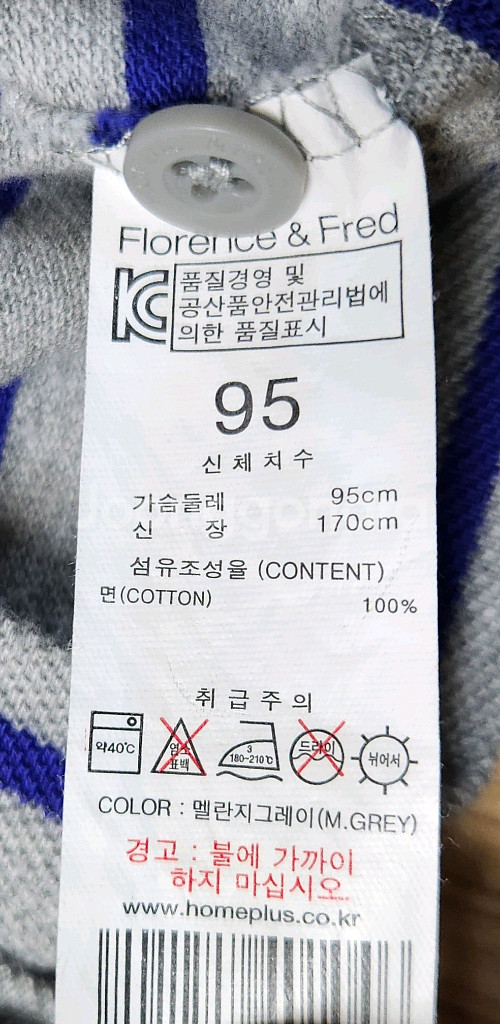 Florence & Fred
품질경영 및
공산품안전관리법에
의한 품질표시
95
신체치수
가슴둘레 95cm
신 장 170cm
섬유조성율 (CONTENT)
면(COTTON) 100%
취급주의
약40℃
염소
표백
3
180~210℃
드라이
뉘어서
COLOR : 멜란지그레이(M.GREY)
경고 : 불에 가까이
하지 마십시오.
www.homeplus.co.kr